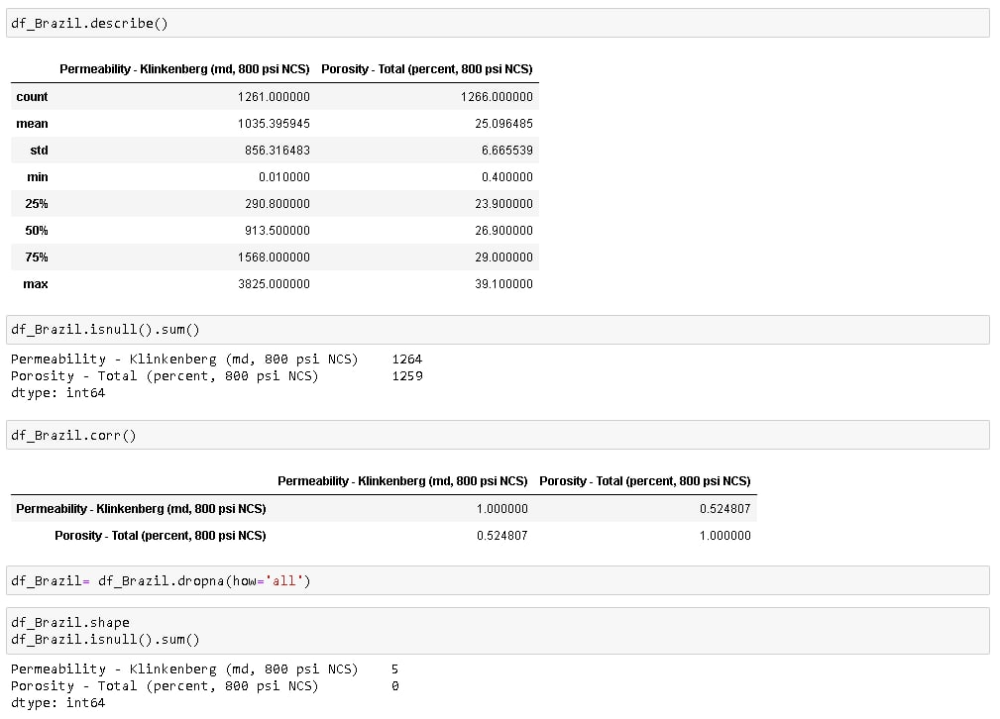 df_Brazil.describe()
Permeability - Klinkenberg (md, 800 psi NCS) Porosity - Total (percent, 800 psi NCS)
count 1261.000000 1266.000000
mean 1035.395945 25.096485
std 856.316483 6.665539
min 0.010000 0.400000
25% 290.800000 23.900000
50% 913.500000 26.900000
75% 1568.000000 29.000000
max 3825.000000 39.100000
df_Brazil.isnull().sum()
Permeability - Klinkenberg (md, 800 psi NCS) 1264
Porosity - Total (percent, 800 psi NCS) 1259
dtype: int64
df_Brazil.corr()
Permeability - Klinkenberg (md, 800 psi NCS) Porosity - Total (percent, 800 psi NCS)
Permeability - Klinkenberg (md, 800 psi NCS) 1.000000 0.524807
Porosity - Total (percent, 800 psi NCS) 0.524807 1.000000
df_Brazil= df_Brazil.dropna(how='all')
df_Brazil.shape
df_Brazil.isnull().sum()
Permeability - Klinkenberg (md, 800 psi NCS) 5
Porosity - Total (percent, 800 psi NCS) 0
dtype: int64